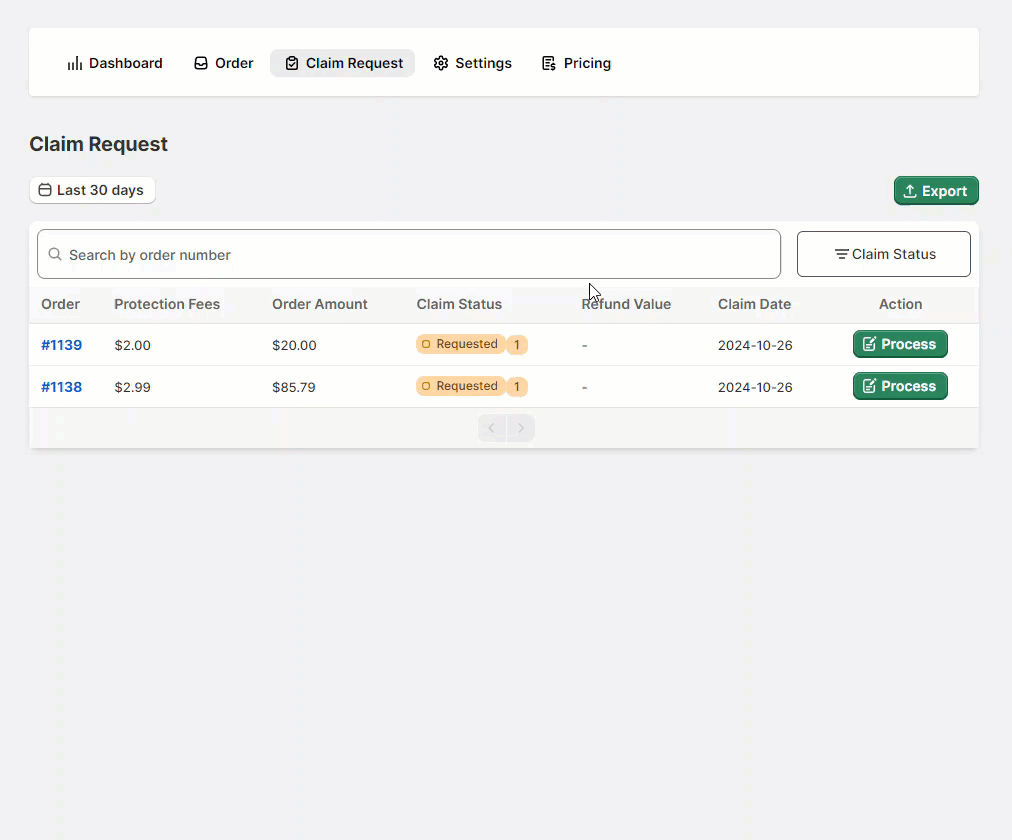 Dashboard Order Claim Request Settings Pricing
Claim Request
Last 30 days Export
Search by order number Claim Status
Order Protection Fees Order Amount Claim Status Refund Value Claim Date Action
#1139 $2.00 $20.00 Requested 1 - 2024-10-26 Process
#1138 $2.99 $85.79 Requested 1 - 2024-10-26 Process